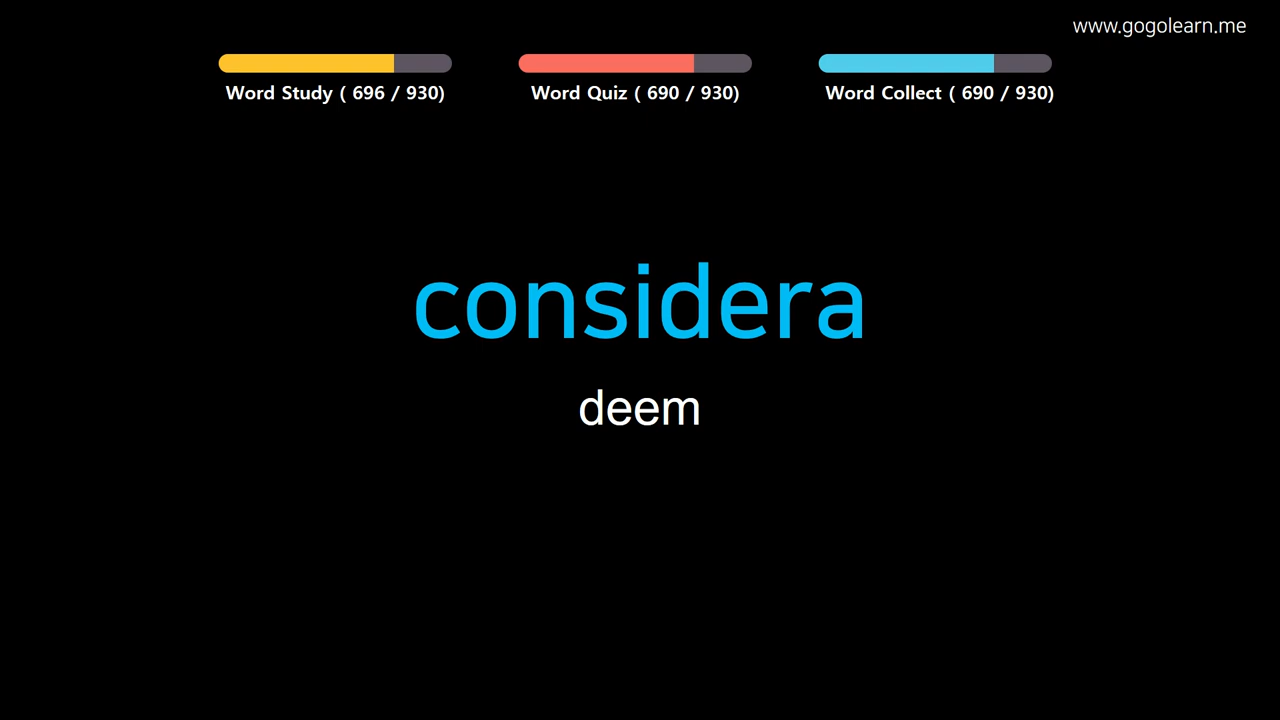 www.gogolearn.me
Word Study ( 696 / 930)
Word Quiz ( 690 / 930)
Word Collect ( 690 / 930)
considera
deem